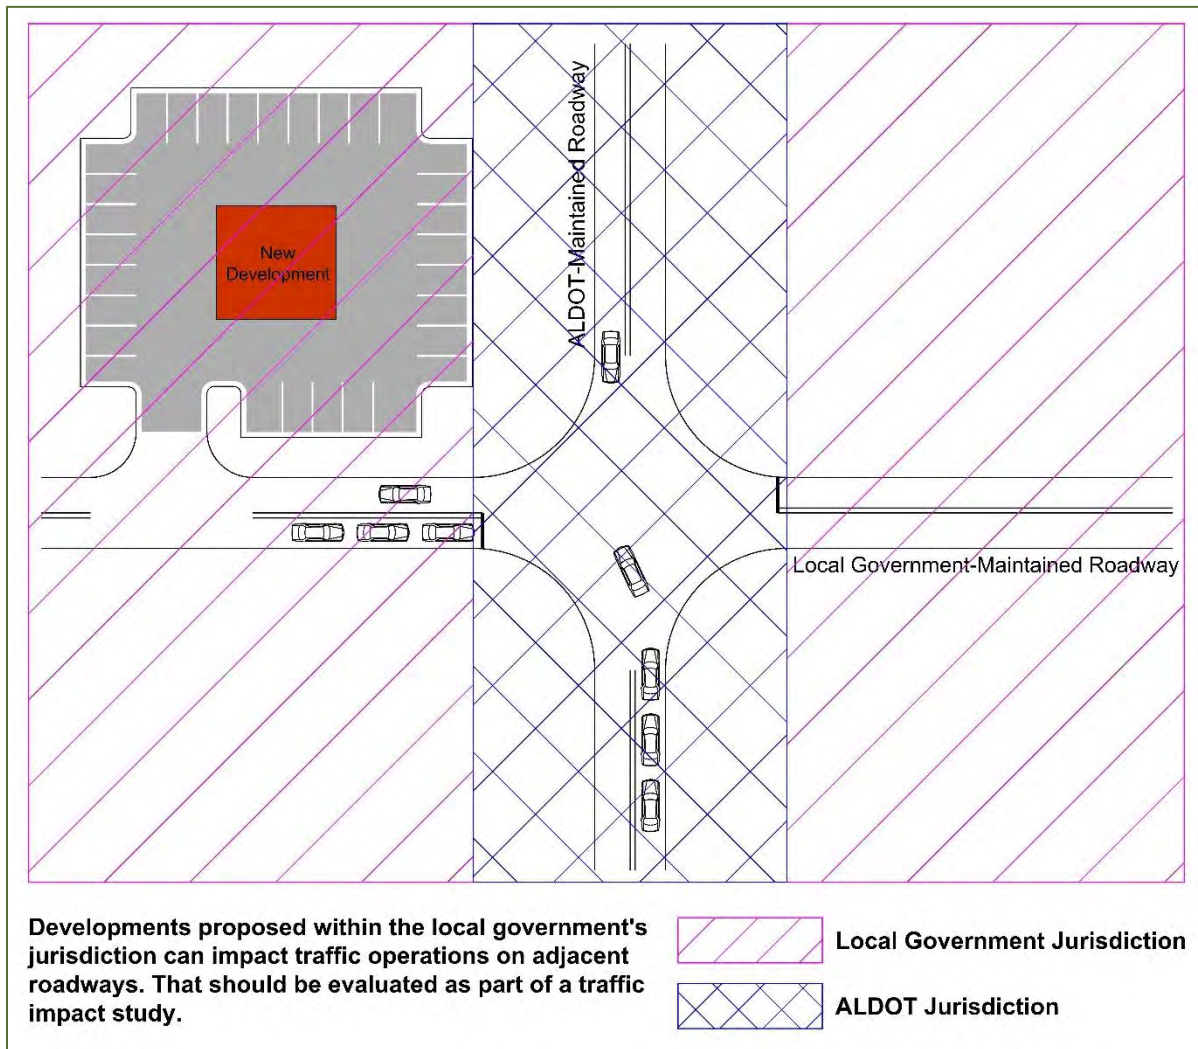 New
Development
ALDOT-Maintained Roadway
Local Government-Maintained Roadway
Developments proposed within the local government's
jurisdiction can impact traffic operations on adjacent
roadways. That should be evaluated as part of a traffic
impact study.
Local Government Jurisdiction
ALDOT Jurisdiction